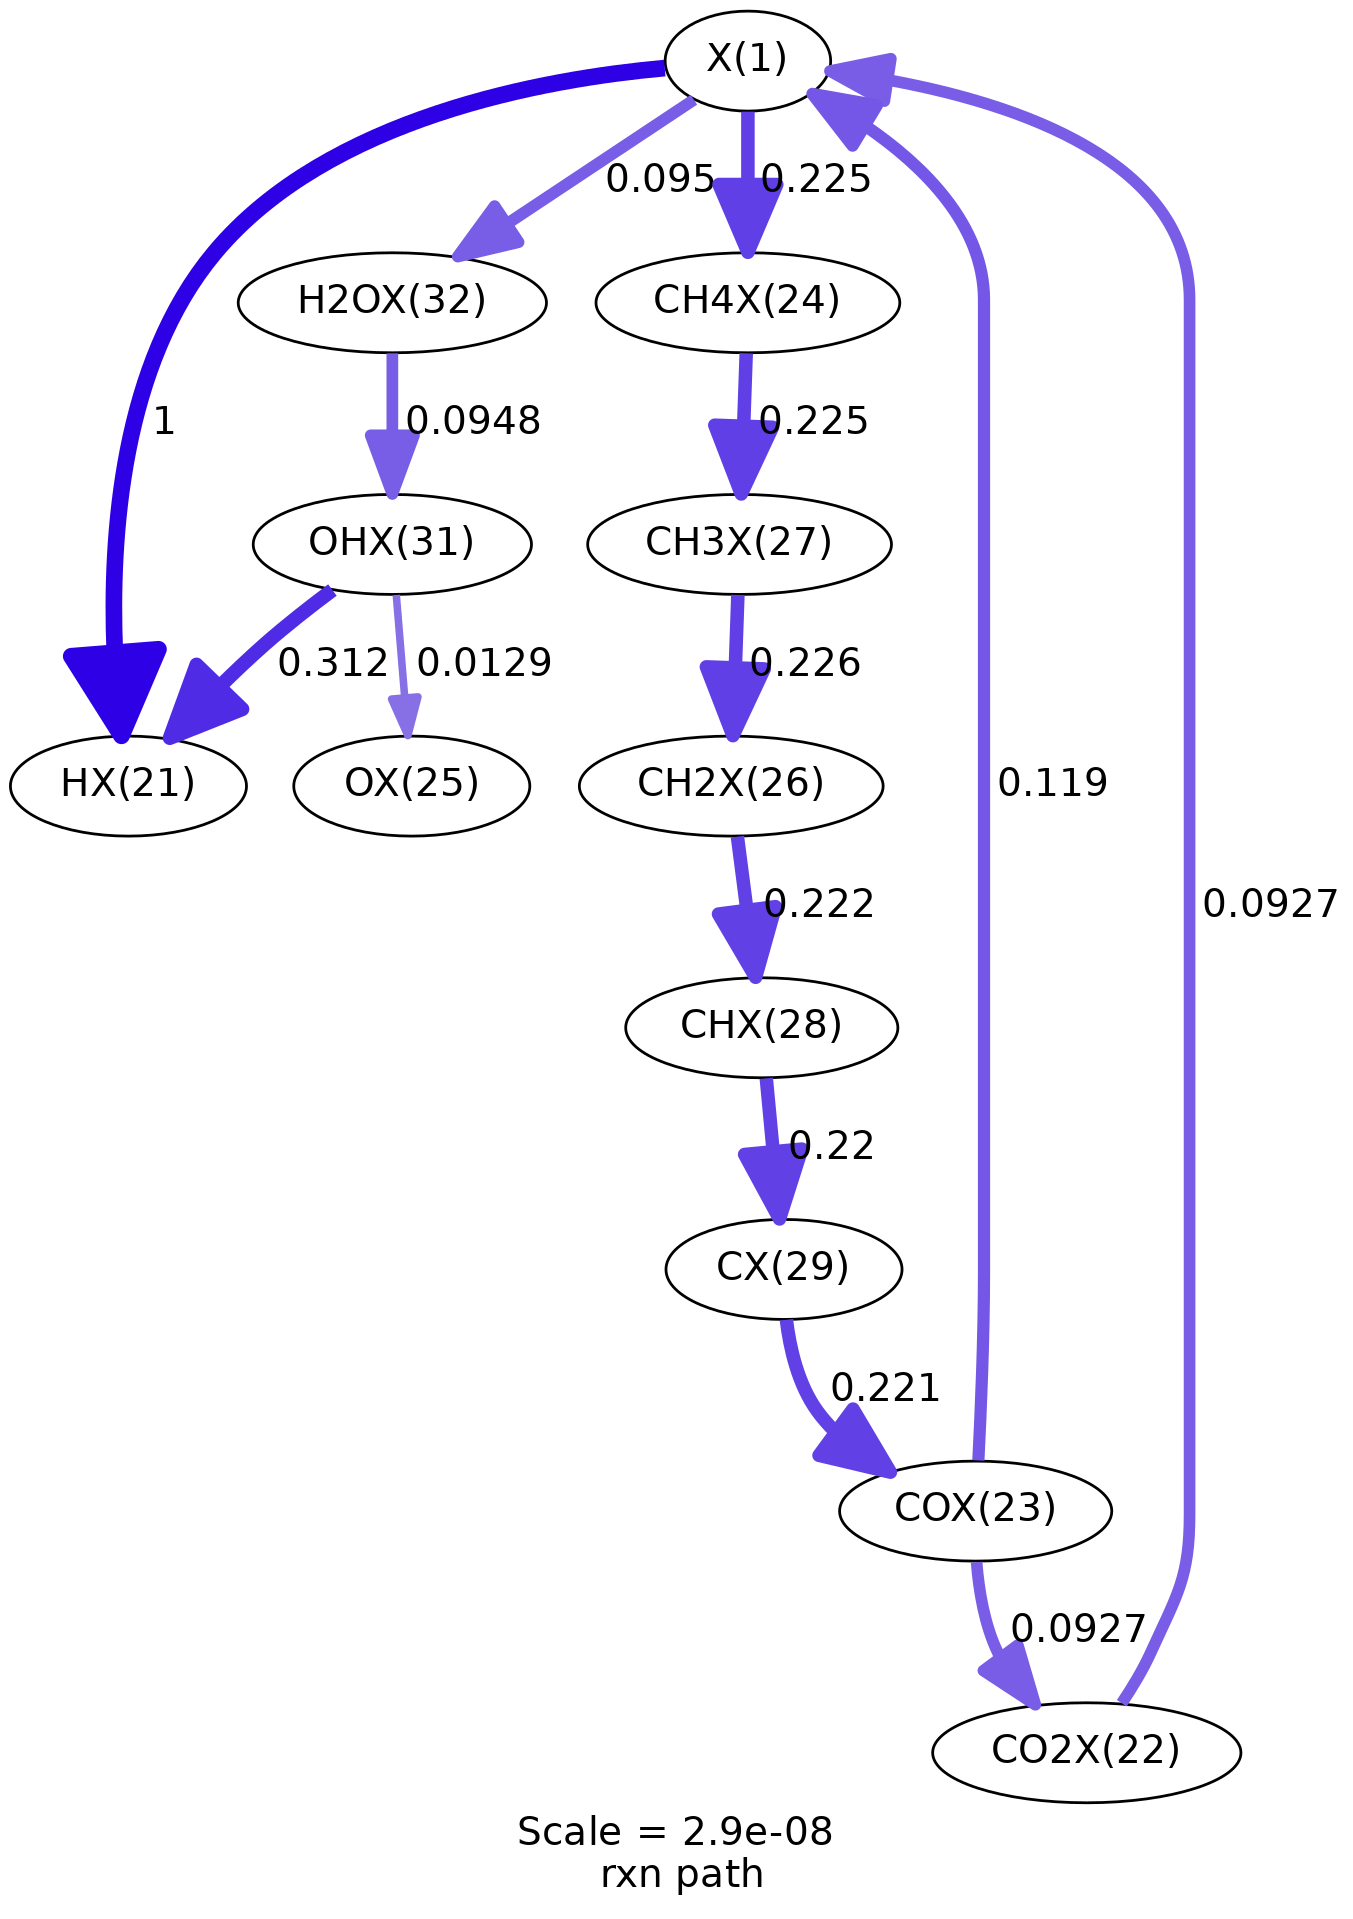 X(1)
0.095
0.225
H2OX(32)
CH4X(24)
1
0.0948
0.225
OHX(31)
CH3X(27)
0.312
0.0129
0.226
HX(21)
OX(25)
CH2X(26)
0.119
0.222
0.0927
CHX(28)
0.22
CX(29)
0.221
COX(23)
0.0927
CO2X(22)
Scale = 2.9e-08
rxn path